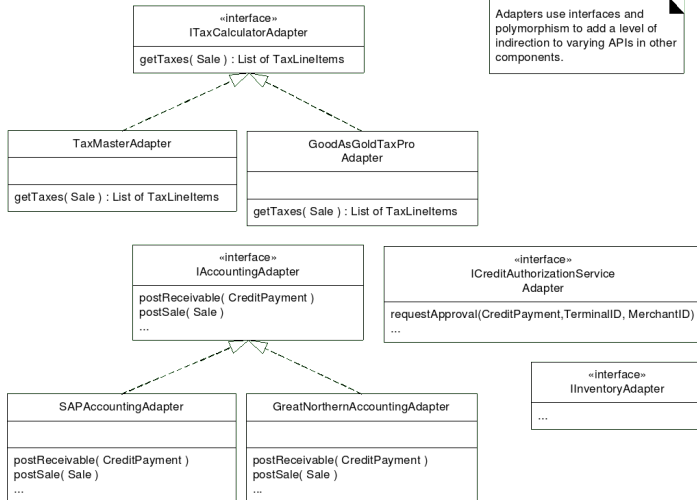 «interface»
ITaxCalculatorAdapter
getTaxes( Sale ) : List of TaxLineItems
Adapters use interfaces and
polymorphism to add a level of
indirection to varying APIs in other
components.
TaxMasterAdapter
getTaxes( Sale ) : List of TaxLineItems
GoodAsGoldTaxPro
Adapter
getTaxes( Sale ) : List of TaxLineItems
«interface»
IAccountingAdapter
postReceivable( CreditPayment )
postSale( Sale )
...
«interface»
ICreditAuthorizationService
Adapter
requestApproval(CreditPayment,TerminalID, MerchantID)
...
«interface»
IInventoryAdapter
...
SAPAccountingAdapter
postReceivable( CreditPayment )
postSale( Sale )
...
GreatNorthernAccountingAdapter
postReceivable( CreditPayment )
postSale( Sale )
...